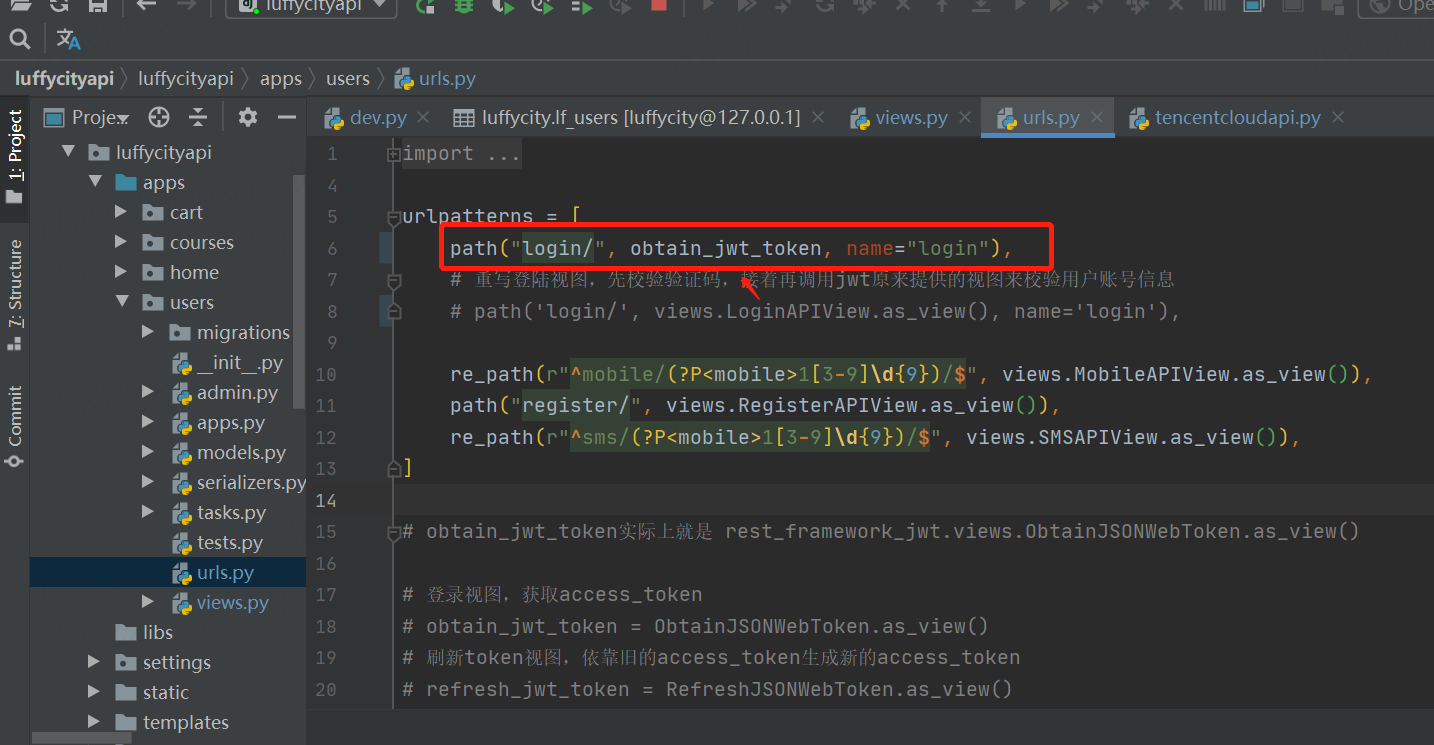 luffycityapi
Ope
luffycityapi luffycityapi apps users urls.py
Proje
dev.py luffycity.lf_users [luffycity@127.0.0.1] views.py urls.py tencentcloudapi.py
1: Project
7: Structure
Commit
luffycityapi
apps
cart
courses
home
users
migrations
__init__.py
admin.py
apps.py
models.py
serializers.py
tasks.py
tests.py
urls.py
views.py
libs
settings
static
templates
1 import ...
4
5 urlpatterns = [
6 path("login/", obtain_jwt_token, name="login"),
7 # 重写登陆视图，先校验验证码，接着再调用jwt原来提供的视图来校验用户账号信息
8 # path('login/', views.LoginAPIView.as_view(), name='login'),
9
10 re_path(r"^mobile/(?P<mobile>1[3-9]\d{9})/$", views.MobileAPIView.as_view()),
11 path("register/", views.RegisterAPIView.as_view()),
12 re_path(r"^sms/(?P<mobile>1[3-9]\d{9})/$", views.SMSAPIView.as_view()),
13 ]
14
15 # obtain_jwt_token实际上就是 rest_framework_jwt.views.ObtainJSONWebToken.as_view()
16
17 # 登录视图，获取access_token
18 # obtain_jwt_token = ObtainJSONWebToken.as_view()
19 # 刷新token视图，依靠旧的access_token生成新的access_token
20 # refresh_jwt_token = RefreshJSONWebToken.as_view()